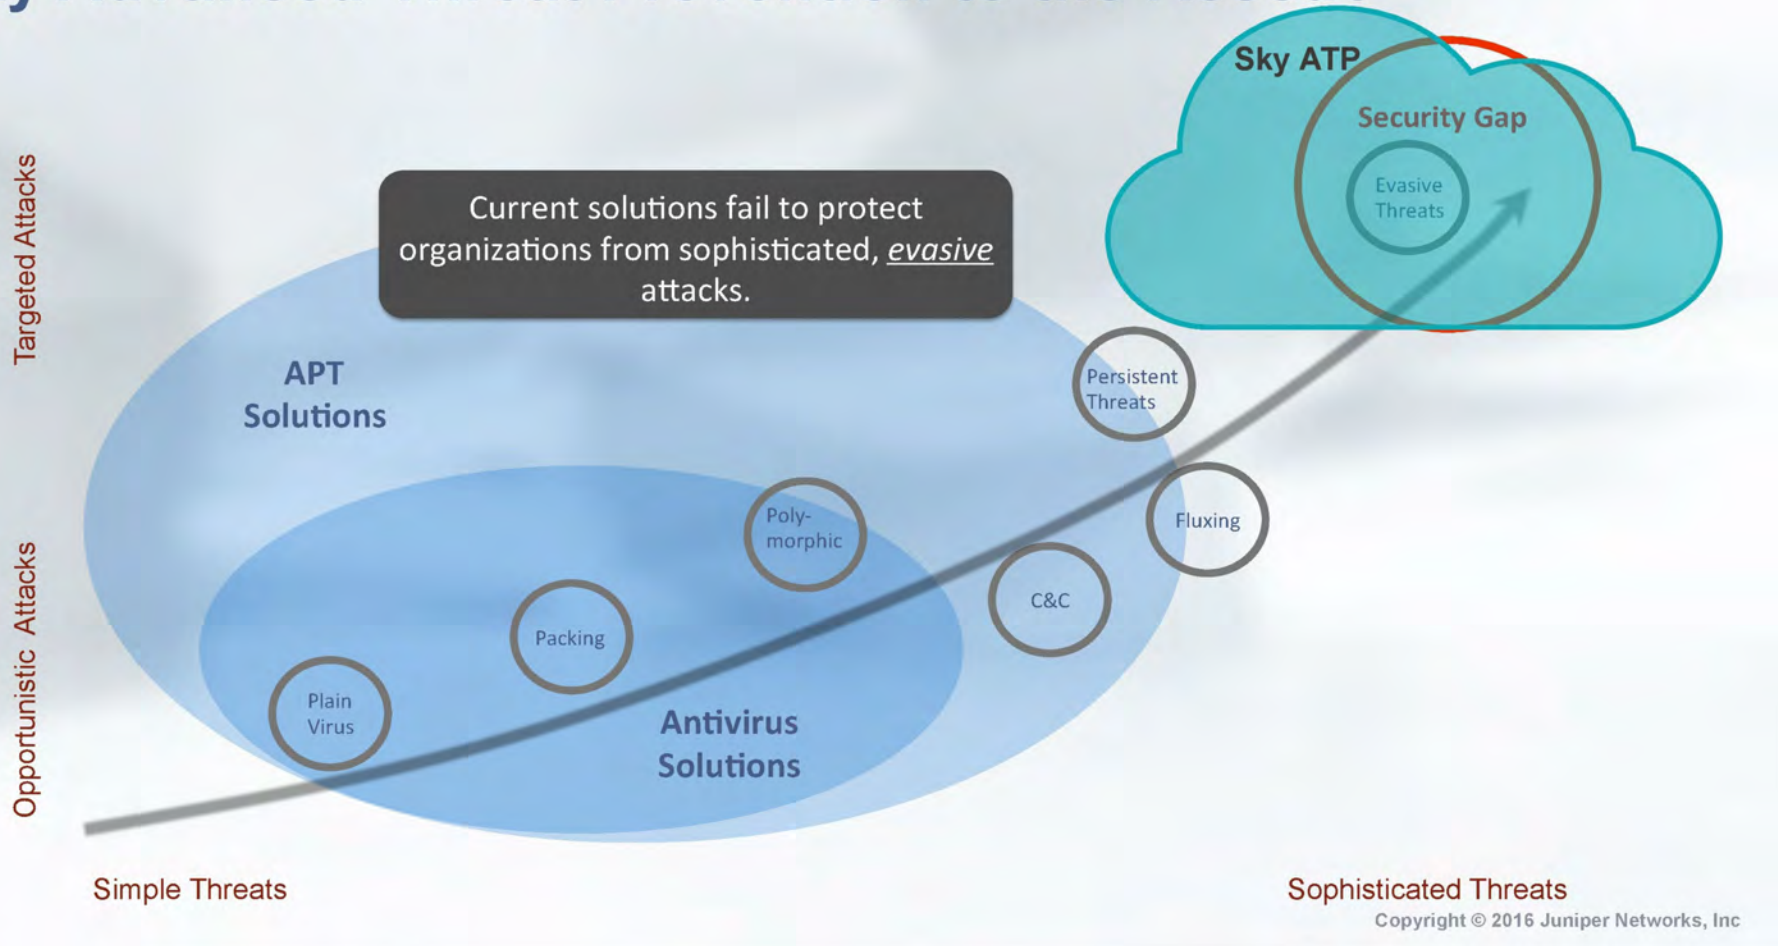 Sky ATP
Security Gap
Evasive
Threats
Targeted Attacks
Current solutions fail to protect
organizations from sophisticated, evasive
attacks.
APT
Solutions
Persistent
Threats
Poly-
morphic
Fluxing
Opportunistic Attacks
C&C
Packing
Plain
Virus
Antivirus
Solutions
Simple Threats
Sophisticated Threats
Copyright © 2016 Juniper Networks, Inc